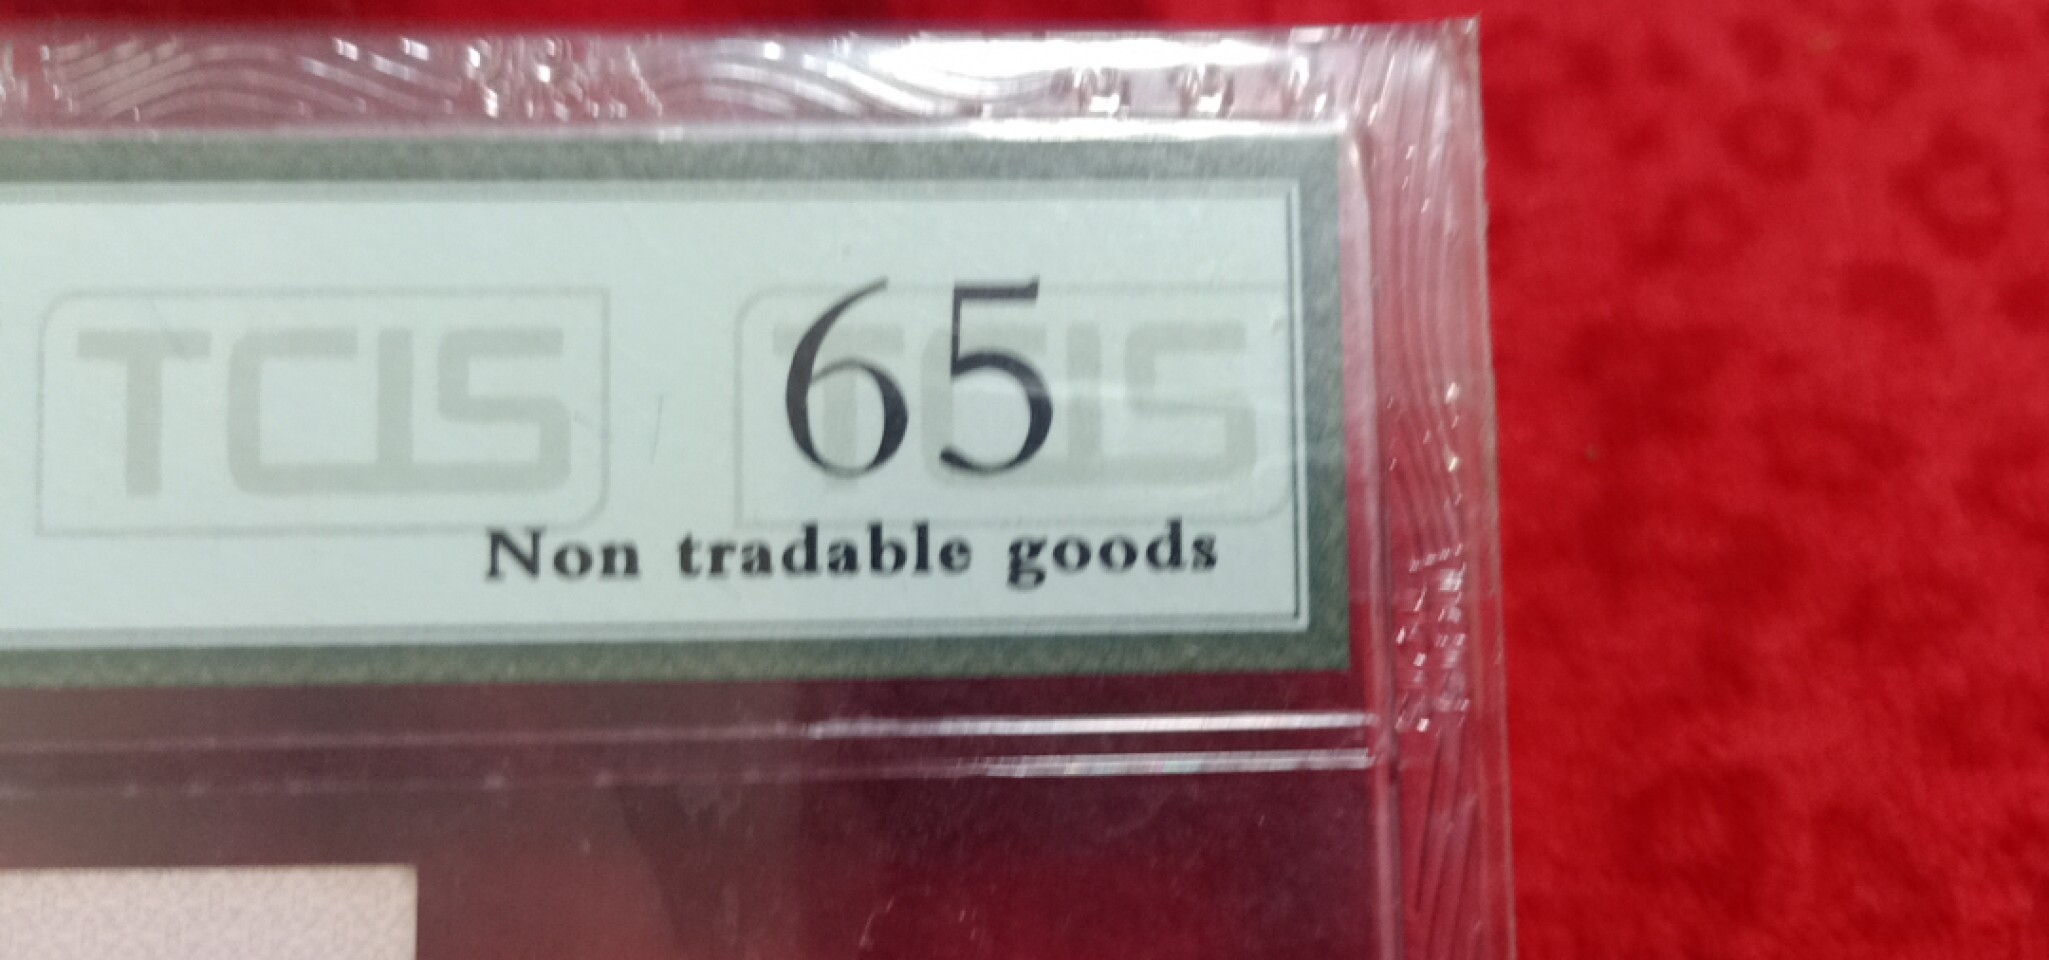 TCIS TCIS
65
Non tradable goods